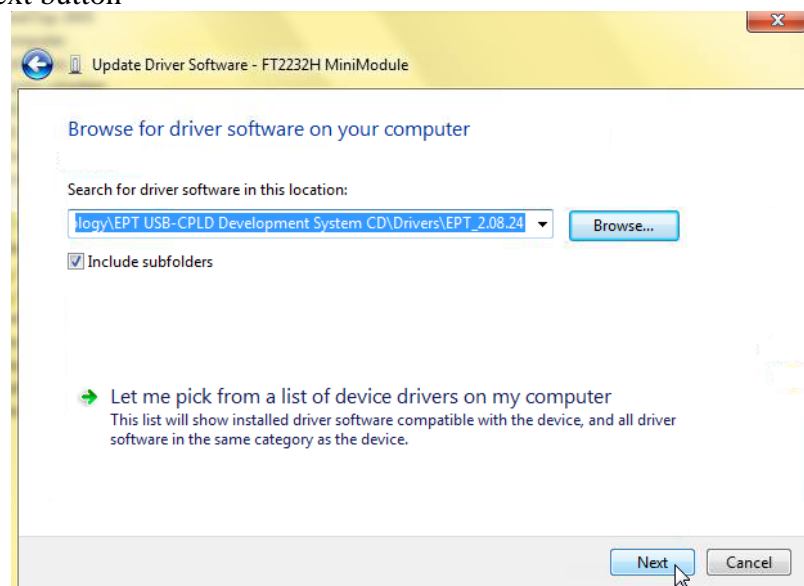 button
Update Driver Software - FT2232H MiniModule
Browse for driver software on your computer
Search for driver software in this location:
logy\EPT USB-CPLD Development System CD\Drivers\EPT_2.08.24
Browse...
Include subfolders
Let me pick from a list of device drivers on my computer
This list will show installed driver software compatible with the device, and all driver
software in the same category as the device.
Next
Cancel